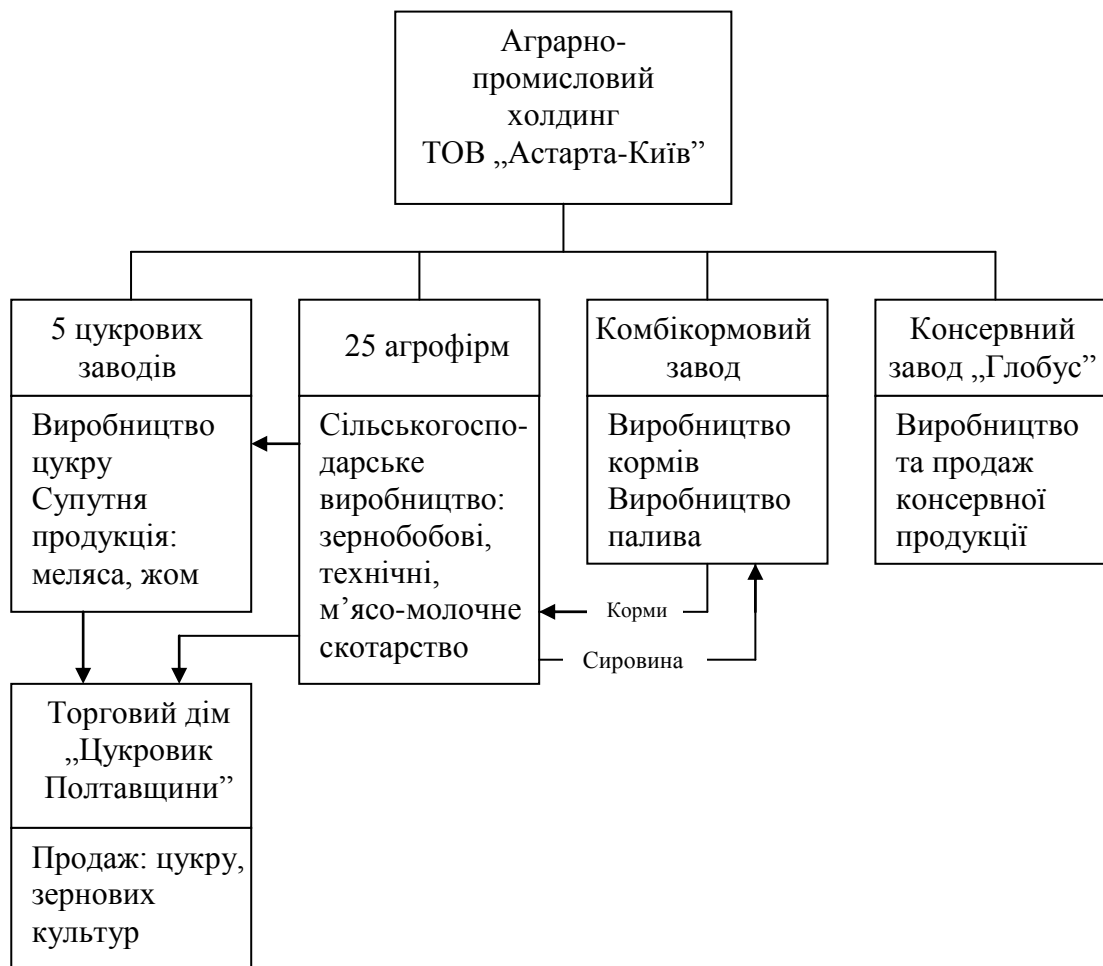 Аграрно-
промисловий
холдинг
ТОВ „Астарта-Київ”
5 цукрових
заводів
Виробництво
цукру
Супутня
продукція:
меляса, жом
25 агрофірм
Сільськогоспо-
дарське
виробництво:
зернобобові,
технічні,
м’ясо-молочне
скотарство
Комбікормовий
завод
Виробництво
кормів
Виробництво
палива
Консервний
завод „Глобус”
Виробництво
та продаж
консервної
продукції
Корми
Сировина
Торговий дім
„Цукровик
Полтавщини”
Продаж: цукру,
зернових
культур